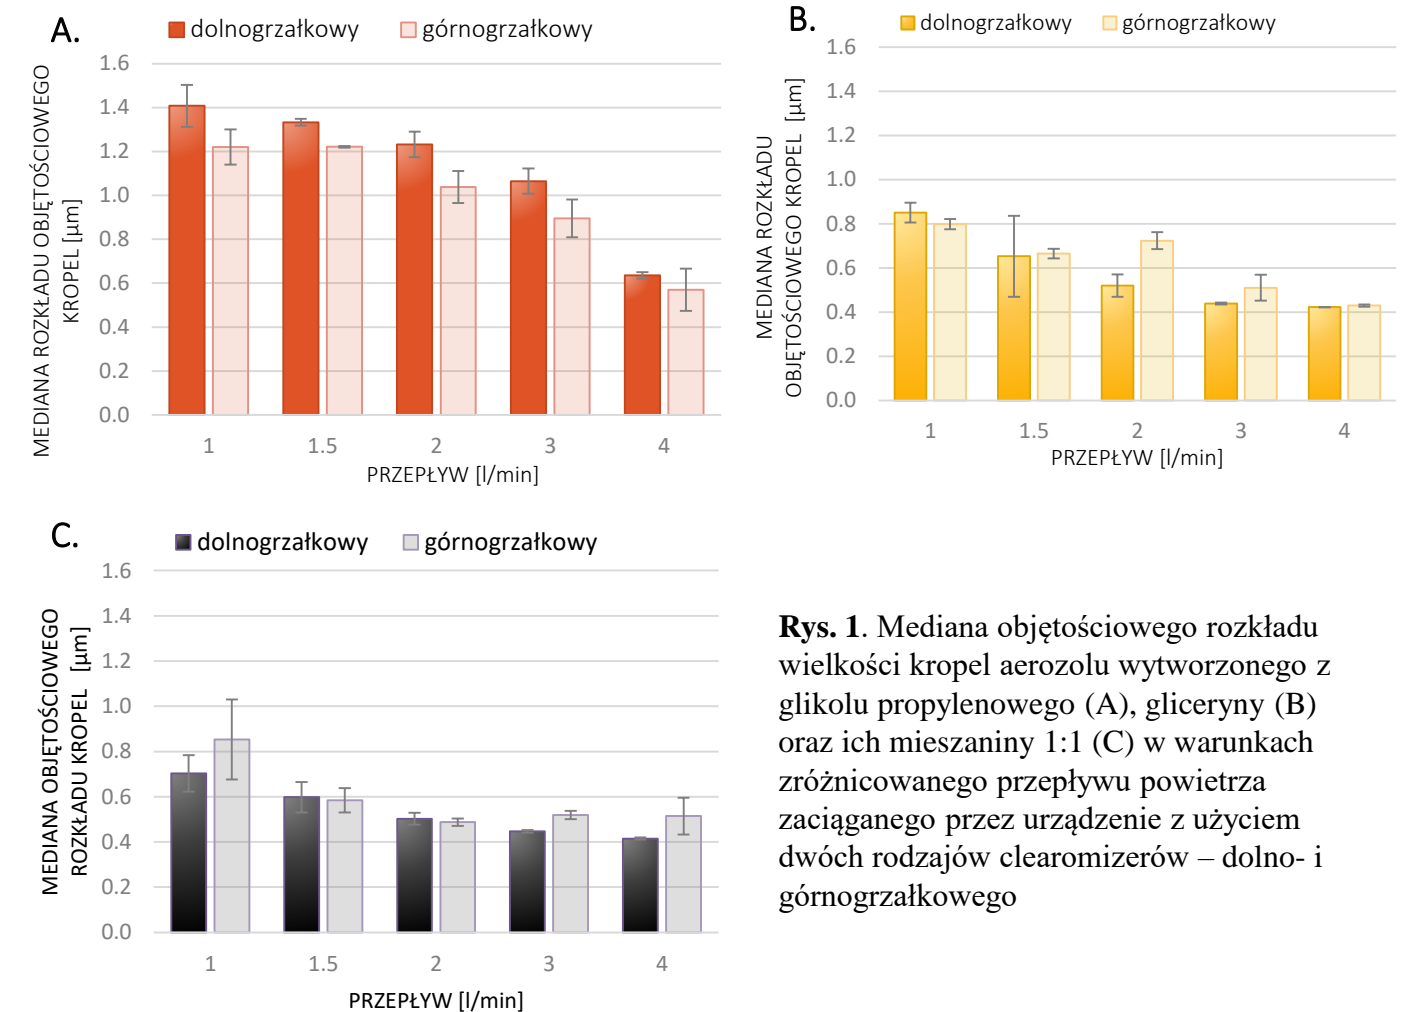 A.
dolnogrzałkowy górnogrzałkowy
MEDIANA ROZKŁADU OBJĘTOŚCIOWEGO
KROPEL [µm]
1.6
1.4
1.2
1.0
0.8
0.6
0.4
0.2
0.0
1 1.5 2 3 4
PRZEPŁYW [l/min]
B.
dolnogrzałkowy górnogrzałkowy
MEDIANA ROZKŁADU
OBJĘTOŚCIOWEGO KROPEL [µm]
1.6
1.4
1.2
1.0
0.8
0.6
0.4
0.2
0.0
1 1.5 2 3 4
PRZEPŁYW [l/min]
C.
dolnogrzałkowy górnogrzałkowy
MEDIANA OBJĘTOŚCIOWEGO
ROZKŁADU KROPEL [µm]
1.6
1.4
1.2
1.0
0.8
0.6
0.4
0.2
0.0
1 1.5 2 3 4
PRZEPŁYW [l/min]
Rys. 1. Mediana objętościowego rozkładu
wielkości kropel aerozolu wytworzonego z
glikolu propylenowego (A), gliceryny (B)
oraz ich mieszaniny 1:1 (C) w warunkach
zróżnicowanego przepływu powietrza
zaciąganego przez urządzenie z użyciem
dwóch rodzajów clearomizerów – dolno- i
górnogrzałkowego